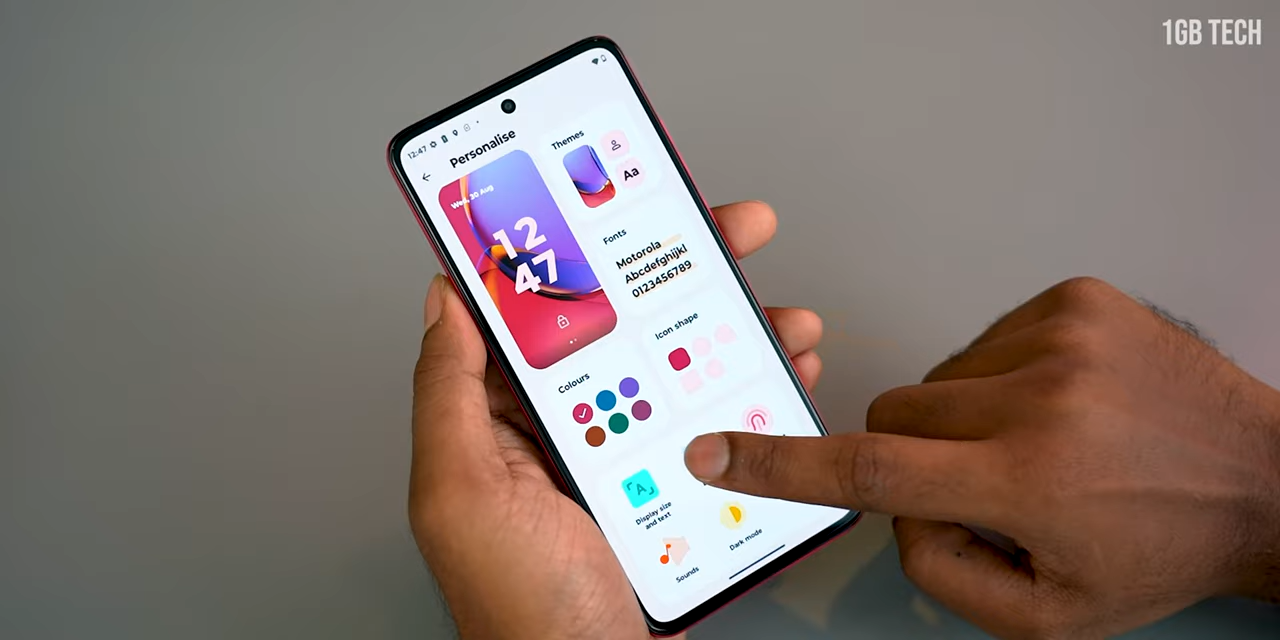 1GB TECH
12:47
Personalise
Wed, 30 Aug
12
47
Themes
Aa
Fonts
Motorola
Abcdefghijkl
0123456789
Icon shape
Colours
A
Display size
and text
Dark mode
Sounds